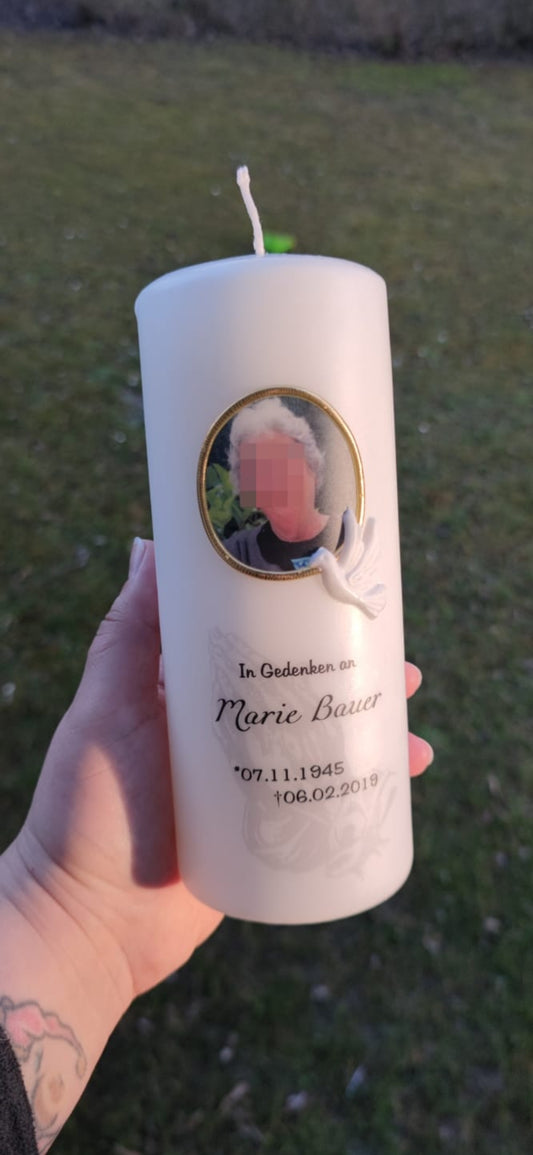 In Gedenken an
Marie Bauer
*07.11.1945
†06.02.2019